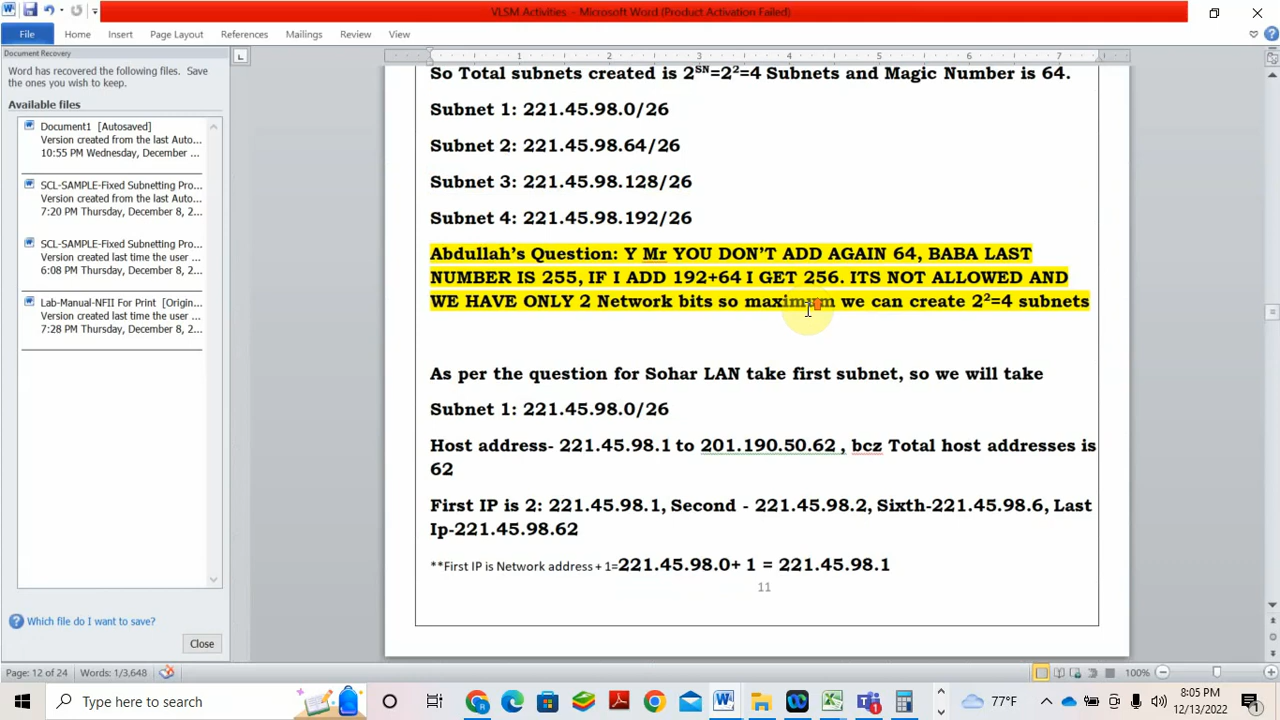 VLSM Activities - Microsoft Word (Product Activation Failed)
File Home Insert Page Layout References Mailings Review View
Document Recovery
Word has recovered the following files. Save
the ones you wish to keep.
Available files
Document1 [Autosaved]
Version created from the last Auto...
10:55 PM Wednesday, December ...
SCL-SAMPLE-Fixed Subnetting Pro...
Version created from the last Auto...
7:20 PM Thursday, December 8, 2...
SCL-SAMPLE-Fixed Subnetting Pro...
Version created last time the user ...
6:08 PM Thursday, December 8, 2...
Lab-Manual-NFII For Print [Origin...
Version created last time the user ...
7:28 PM Thursday, December 8, 2...
Which file do I want to save?
Close
1 2 3 4 5 6 7
So Total subnets created is 2ˢᴺ=2²=4 Subnets and Magic Number is 64.
Subnet 1: 221.45.98.0/26
Subnet 2: 221.45.98.64/26
Subnet 3: 221.45.98.128/26
Subnet 4: 221.45.98.192/26
Abdullah's Question: Y Mr YOU DON'T ADD AGAIN 64, BABA LAST
NUMBER IS 255, IF I ADD 192+64 I GET 256. ITS NOT ALLOWED AND
WE HAVE ONLY 2 Network bits so maximum we can create 2²=4 subnets
As per the question for Sohar LAN take first subnet, so we will take
Subnet 1: 221.45.98.0/26
Host address- 221.45.98.1 to 201.190.50.62 , bcz Total host addresses is
62
First IP is 2: 221.45.98.1, Second - 221.45.98.2, Sixth-221.45.98.6, Last
Ip-221.45.98.62
**First IP is Network address + 1=221.45.98.0+ 1 = 221.45.98.1
11
Page: 12 of 24 Words: 1/3,648 100%
Type here to search
77°F
8:05 PM
12/13/2022